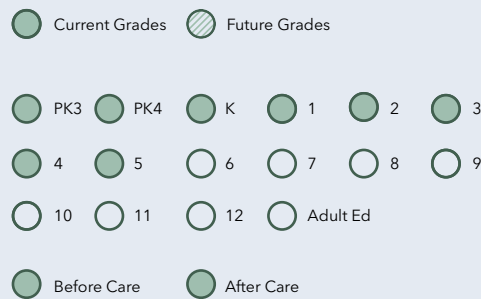 Current Grades Future Grades
PK3 PK4 K 1 2 3
4 5 6 7 8 9
10 11 12 Adult Ed
Before Care After Care